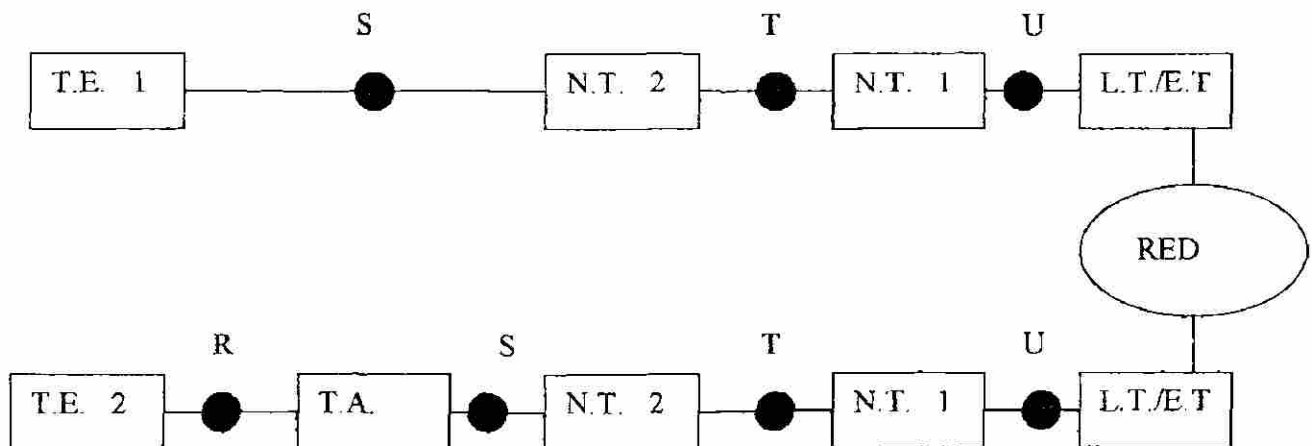 S T U
T.E. 1 N.T. 2 N.T. 1 L.T./E.T
RED
R S T U
T.E. 2 T.A. N.T. 2 N.T. 1 L.T./E.T